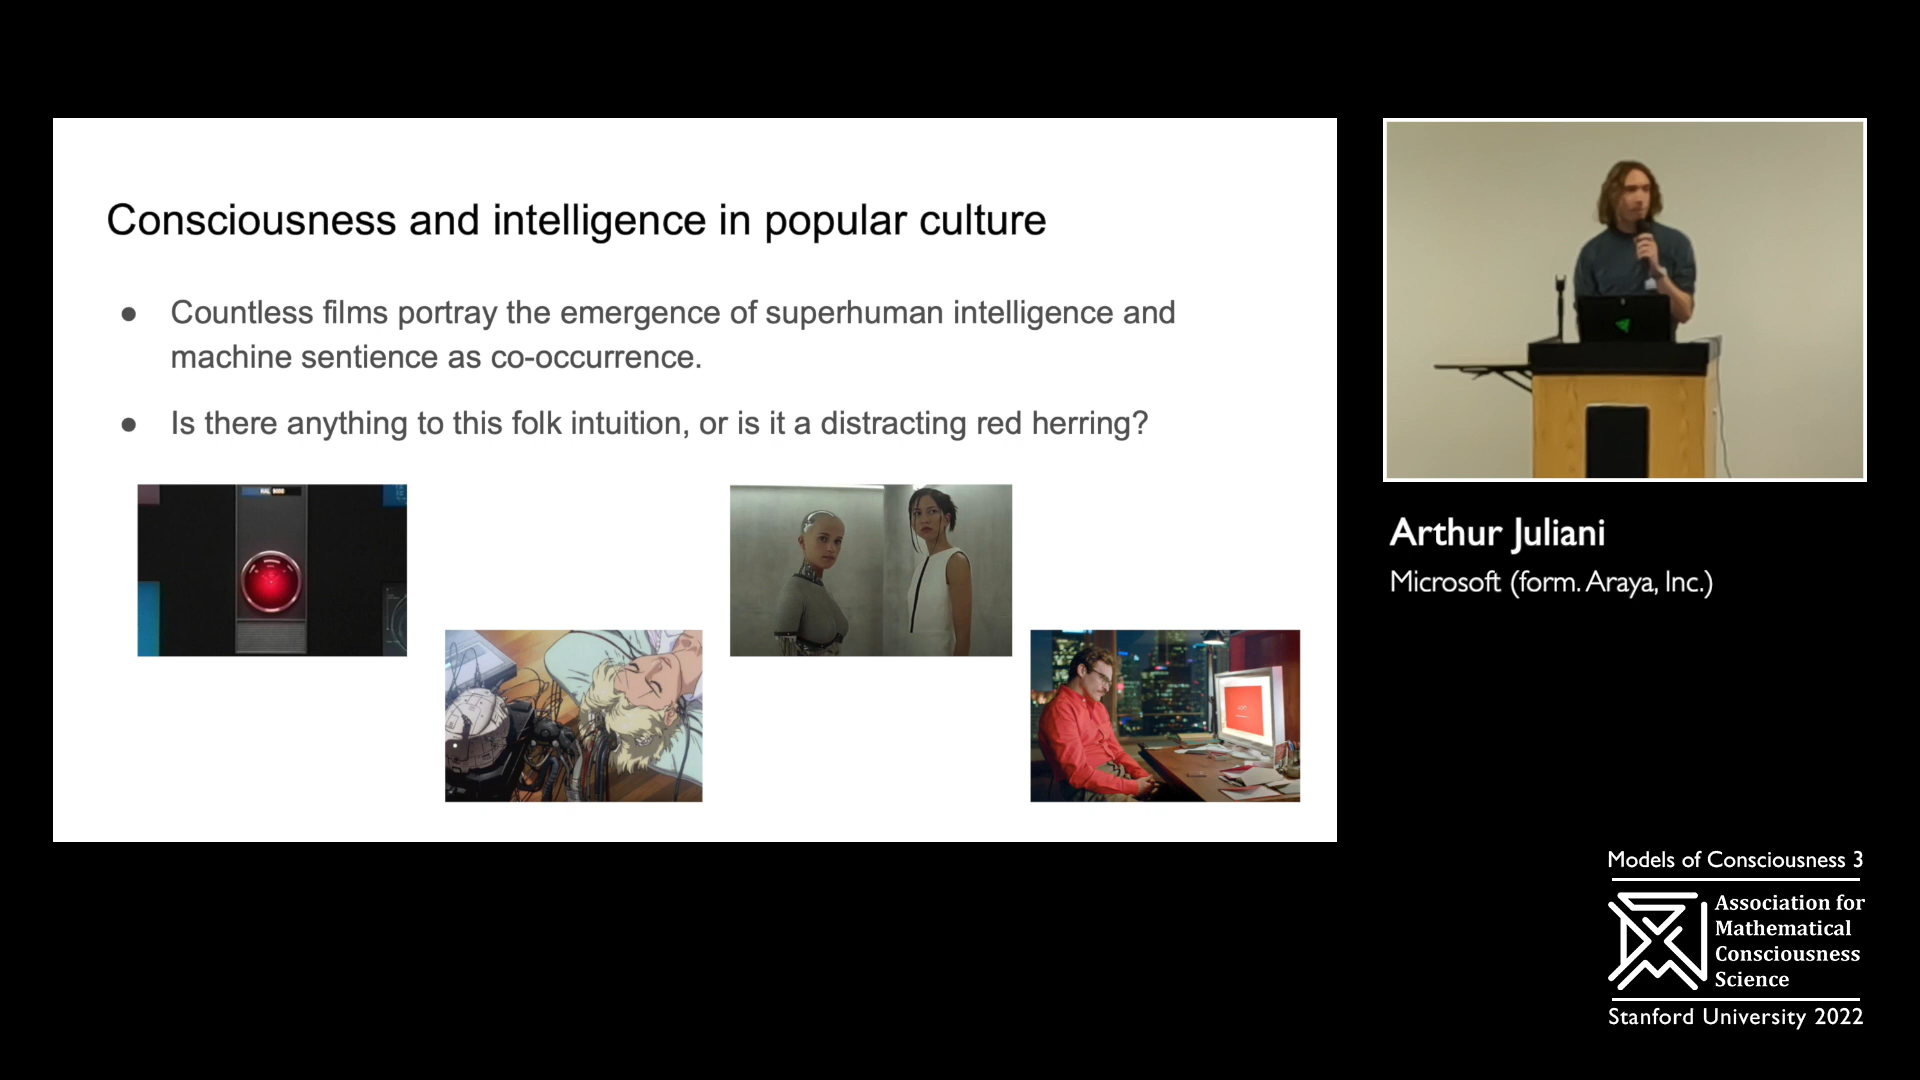 Consciousness and intelligence in popular culture
● Countless films portray the emergence of superhuman intelligence and
machine sentience as co-occurrence.
● Is there anything to this folk intuition, or is it a distracting red herring?
HAL 9000
Arthur Juliani
Microsoft (form. Araya, Inc.)
Models of Consciousness 3
Association for
Mathematical
Consciousness
Science
Stanford University 2022